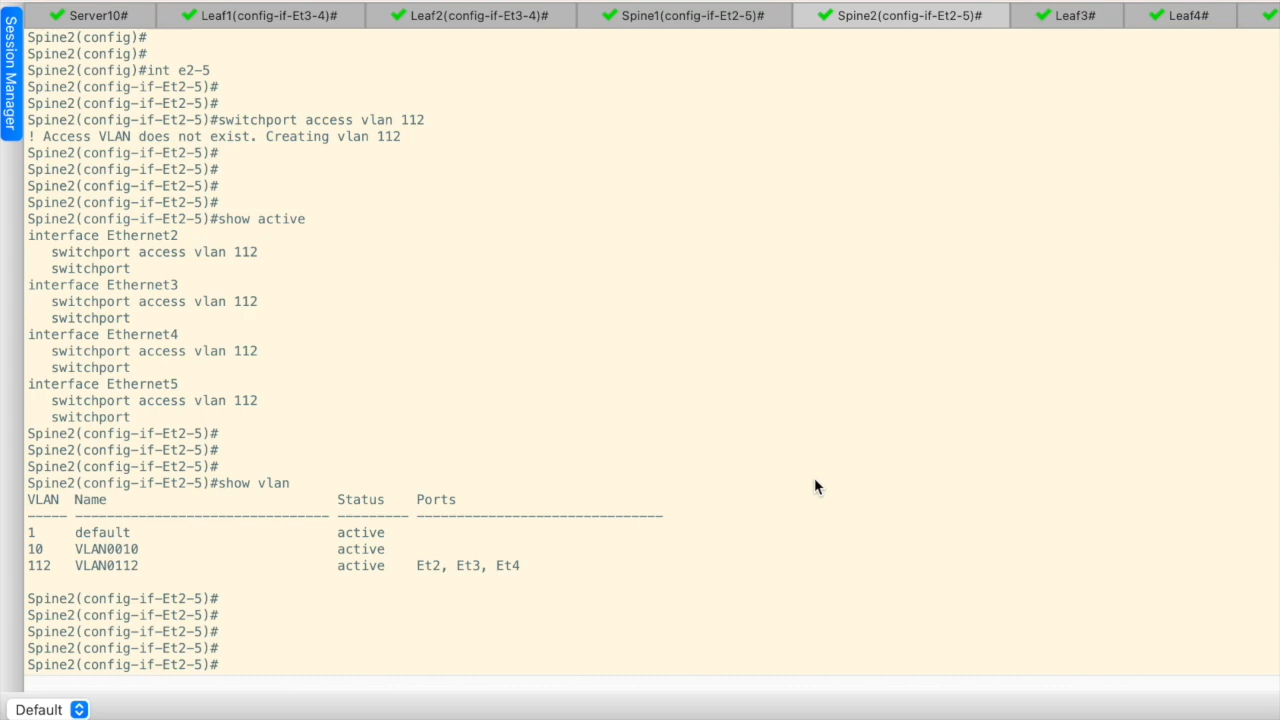 Server10#
Leaf1(config-if-Et3-4)#
Leaf2(config-if-Et3-4)#
Spine1(config-if-Et2-5)#
Spine2(config-if-Et2-5)#
Leaf3#
Leaf4#
Session Manager
Spine2(config)#
Spine2(config)#
Spine2(config)#int e2-5
Spine2(config-if-Et2-5)#
Spine2(config-if-Et2-5)#
Spine2(config-if-Et2-5)#switchport access vlan 112
! Access VLAN does not exist. Creating vlan 112
Spine2(config-if-Et2-5)#
Spine2(config-if-Et2-5)#
Spine2(config-if-Et2-5)#
Spine2(config-if-Et2-5)#
Spine2(config-if-Et2-5)#show active
interface Ethernet2
   switchport access vlan 112
   switchport
interface Ethernet3
   switchport access vlan 112
   switchport
interface Ethernet4
   switchport access vlan 112
   switchport
interface Ethernet5
   switchport access vlan 112
   switchport
Spine2(config-if-Et2-5)#
Spine2(config-if-Et2-5)#
Spine2(config-if-Et2-5)#
Spine2(config-if-Et2-5)#show vlan
VLAN  Name                             Status    Ports
----- -------------------------------- --------- -------------------------------
1     default                          active
10    VLAN0010                         active
112   VLAN0112                         active    Et2, Et3, Et4
Spine2(config-if-Et2-5)#
Spine2(config-if-Et2-5)#
Spine2(config-if-Et2-5)#
Spine2(config-if-Et2-5)#
Spine2(config-if-Et2-5)#
Default